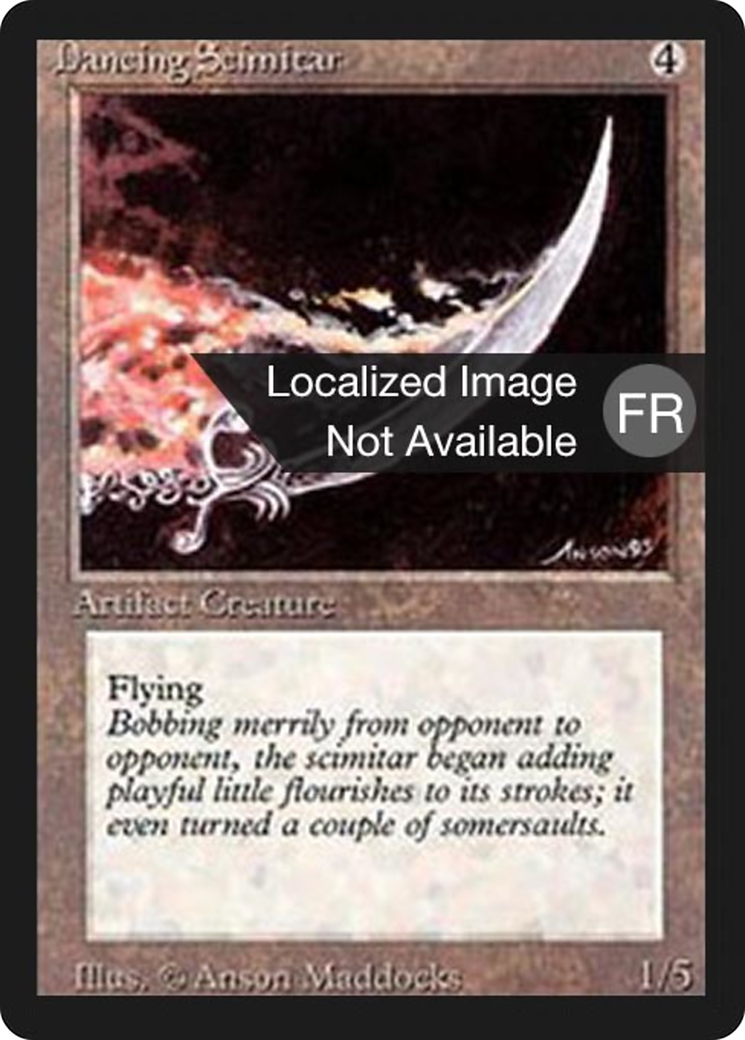 Dancing Scimitar
4
Localized Image
Not Available
FR
ANSON93
Artifact Creature
Flying
Bobbing merrily from opponent to
opponent, the scimitar began adding
playful little flourishes to its strokes; it
even turned a couple of somersaults.
Illus. © Anson Maddocks
1/5